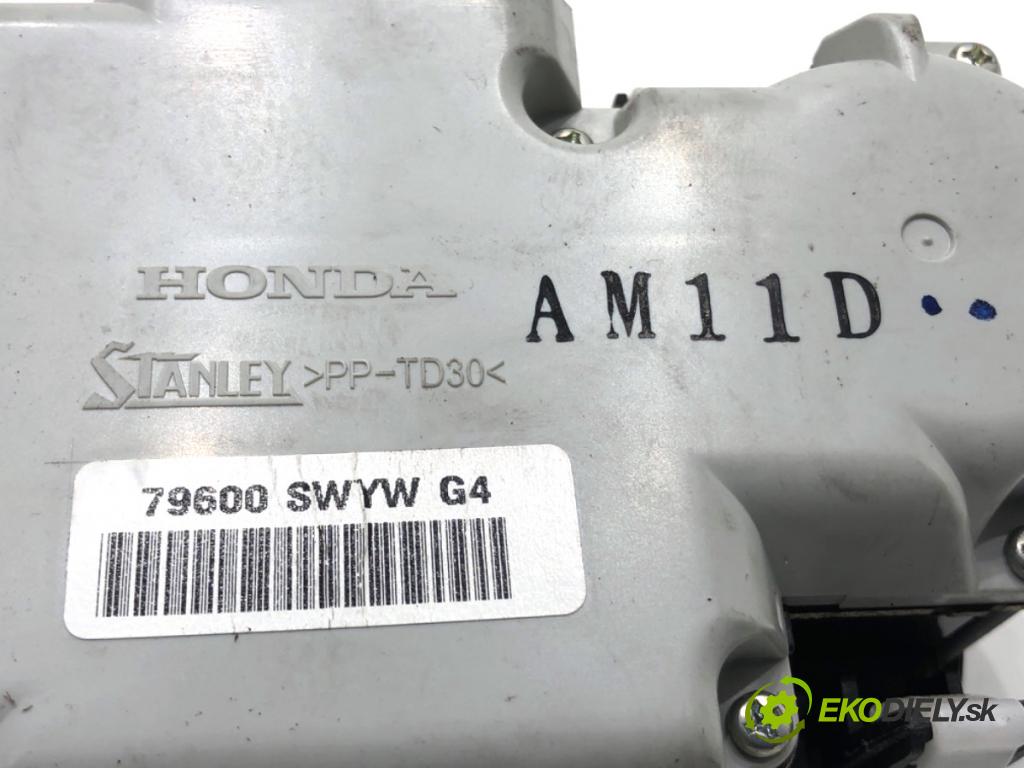 HONDA
AM11D
STANLEY >PP-TD30<
79600 SWYW G4
EKODIELY.sk